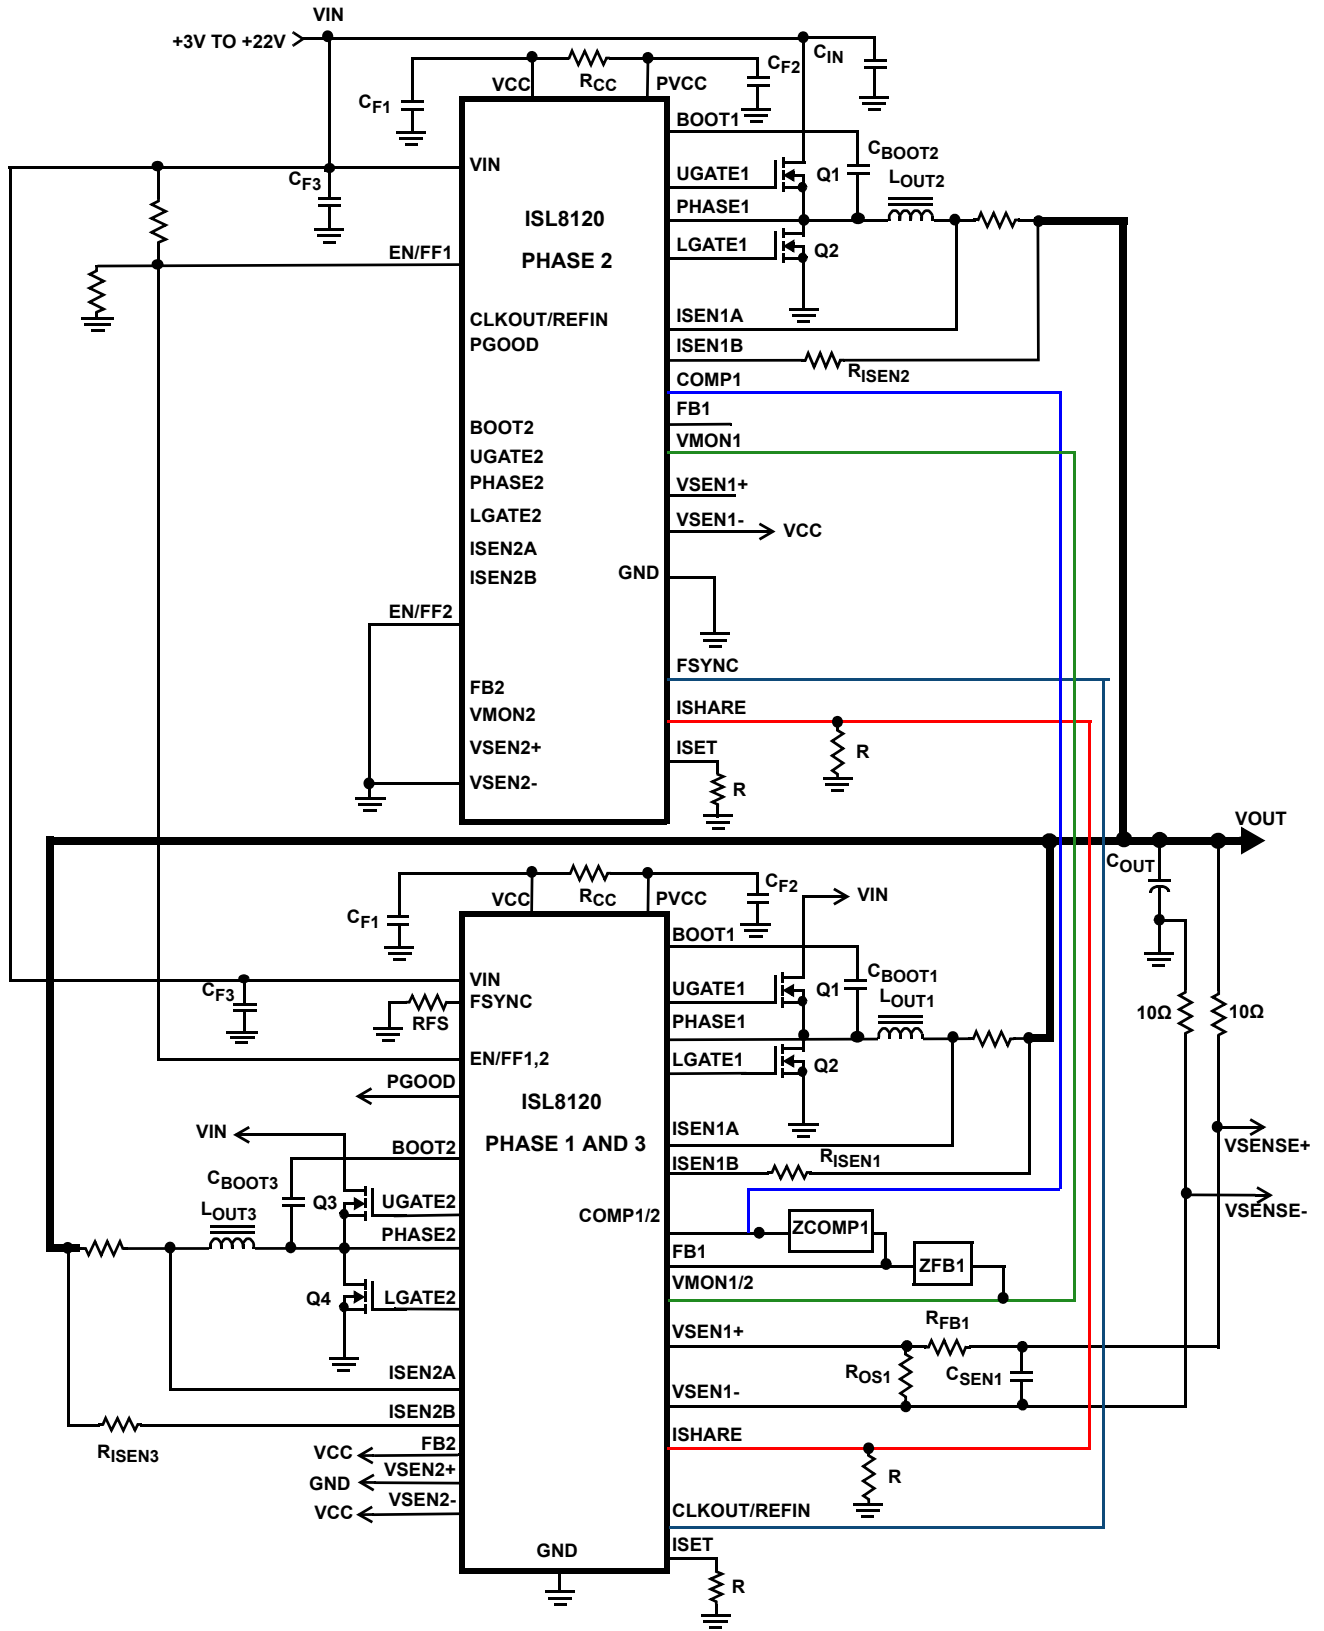 VIN
+3V TO +22V
CF1
VCC
RCC
PVCC
CF2
CIN
BOOT1
CBOOT2
LOUT2
VIN
CF3
UGATE1
Q1
ISL8120
PHASE1
PHASE 2
EN/FF1
LGATE1
Q2
CLKOUT/REFIN
PGOOD
ISEN1A
ISEN1B
RISEN2
COMP1
FB1
BOOT2
VMON1
UGATE2
PHASE2
VSEN1+
LGATE2
VSEN1-
VCC
ISEN2A
ISEN2B
GND
EN/FF2
FSYNC
FB2
VMON2
ISHARE
R
VSEN2+
ISET
VSEN2-
R
VOUT
COUT
CF1
VCC
RCC
PVCC
CF2
VIN
BOOT1
CBOOT1
LOUT1
VIN
CF3
FSYNC
RFS
UGATE1
Q1
PHASE1
10Ω
10Ω
EN/FF1,2
LGATE1
Q2
PGOOD
ISL8120
PHASE 1 AND 3
VIN
BOOT2
ISEN1A
VSENSE+
CBOOT3
ISEN1B
RISEN1
LOUT3
Q3
UGATE2
COMP1/2
VSENSE-
PHASE2
ZCOMP1
FB1
ZFB1
VMON1/2
Q4
LGATE2
RFB1
VSEN1+
ISEN2A
ROS1
CSEN1
VSEN1-
ISEN2B
RISEN3
FB2
VCC
ISHARE
R
VSEN2+
GND
VSEN2-
VCC
CLKOUT/REFIN
GND
ISET
R